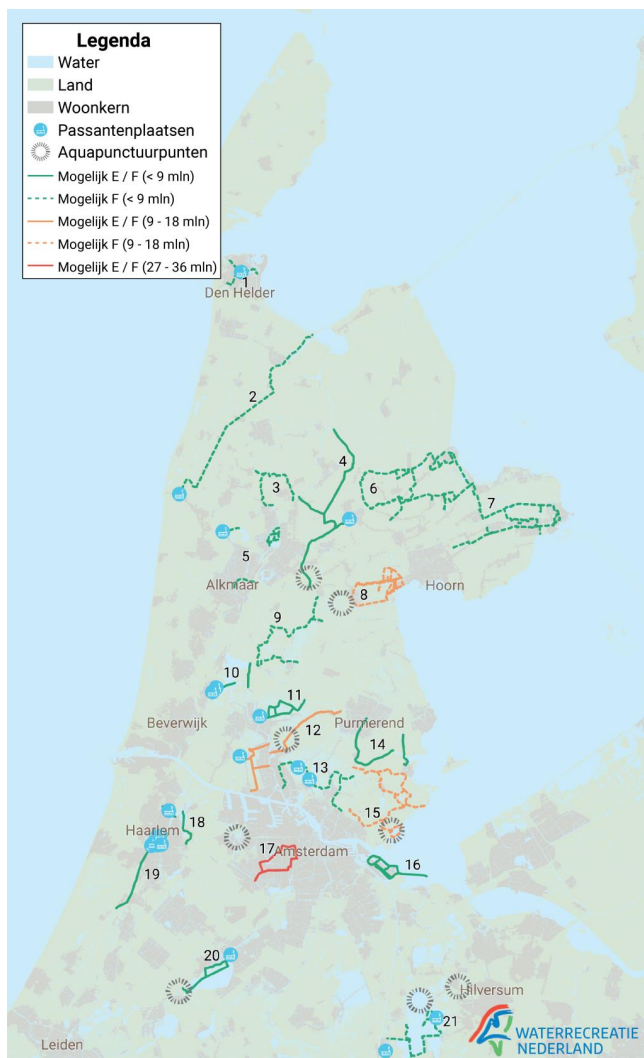 Legenda
Water
Land
Woonkern
Passantenplaatsen
Aquapunctuurpunten
Mogelijk E / F (< 9 mln)
Mogelijk F (< 9 mln)
Mogelijk E / F (9 - 18 mln)
Mogelijk F (9 - 18 mln)
Mogelijk E / F (27 - 36 mln)
1
Den Helder
2
4
3
6
7
5
Alkmaar
8
Hoorn
9
10
11
Beverwijk
Purmerend
12
14
13
15
18
Haarlem
17
Amsterdam
16
19
20
Hilversum
21
Leiden
WATERRECREATIE
NEDERLAND